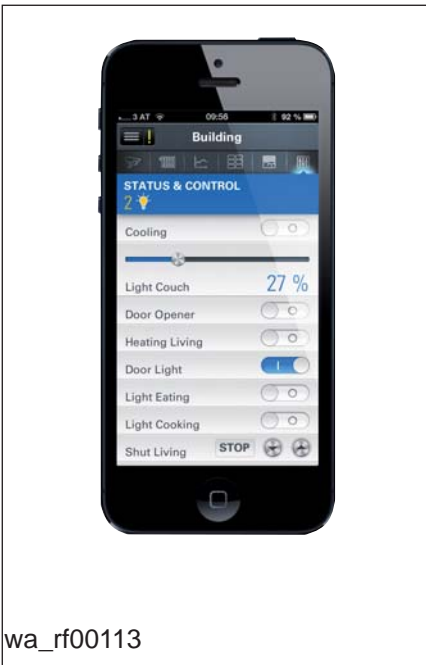 3 AT 09:56 92 %
Building
STATUS & CONTROL
2
Cooling
Light Couch 27 %
Door Opener
Heating Living
Door Light
Light Eating
Light Cooking
Shut Living STOP
wa_rf00113